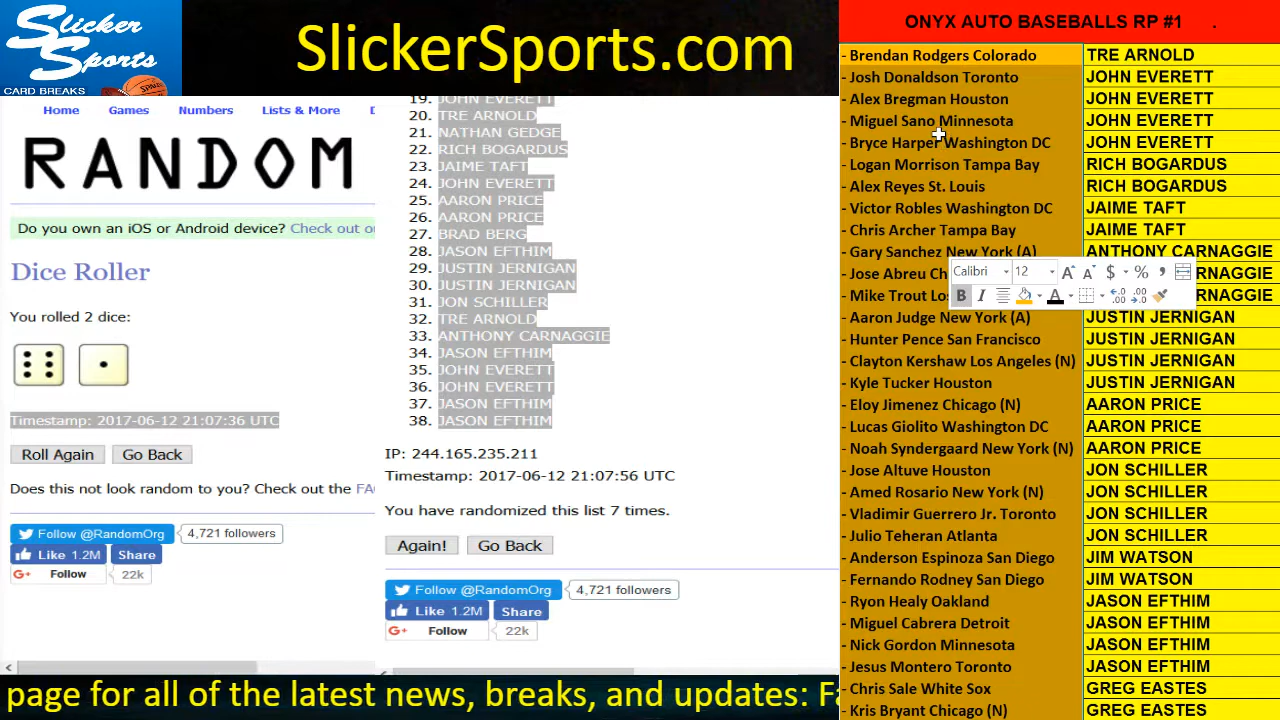 Slicker
Sports
CARD BREAKS
SlickerSports.com
Home Games Numbers Lists & More
RANDOM
Do you own an iOS or Android device? Check out
Dice Roller
You rolled 2 dice:
Timestamp: 2017-06-12 21:07:36 UTC
Roll Again Go Back
Does this not look random to you? Check out the
Follow @RandomOrg 4,721 followers
Like 1.2M Share
G+ Follow 22k
19. JOHN EVERETT
20. TRE ARNOLD
21. NATHAN GEDGE
22. RICH BOGARDUS
23. JAIME TAFT
24. JOHN EVERETT
25. AARON PRICE
26. AARON PRICE
27. BRAD BERG
28. JASON EFTHIM
29. JUSTIN JERNIGAN
30. JUSTIN JERNIGAN
31. JON SCHILLER
32. TRE ARNOLD
33. ANTHONY CARNAGGIE
34. JASON EFTHIM
35. JOHN EVERETT
36. JOHN EVERETT
37. JASON EFTHIM
38. JASON EFTHIM
IP: 244.165.235.211
Timestamp: 2017-06-12 21:07:56 UTC
You have randomized this list 7 times.
Again! Go Back
Follow @RandomOrg 4,721 followers
Like 1.2M Share
G+ Follow 22k
ONYX AUTO BASEBALLS RP #1 .
- Brendan Rodgers Colorado TRE ARNOLD
- Josh Donaldson Toronto JOHN EVERETT
- Alex Bregman Houston JOHN EVERETT
- Miguel Sano Minnesota JOHN EVERETT
- Bryce Harper Washington DC JOHN EVERETT
- Logan Morrison Tampa Bay RICH BOGARDUS
- Alex Reyes St. Louis RICH BOGARDUS
- Victor Robles Washington DC JAIME TAFT
- Chris Archer Tampa Bay JAIME TAFT
- Gary Sanchez New York (A) ANTHONY CARNAGGIE
- Jose Abreu Ch RNAGGIE
- Mike Trout Los RNAGGIE
Calibri 12 A A $ % ,
B I A .0 .00
- Aaron Judge New York (A) JUSTIN JERNIGAN
- Hunter Pence San Francisco JUSTIN JERNIGAN
- Clayton Kershaw Los Angeles (N) JUSTIN JERNIGAN
- Kyle Tucker Houston JUSTIN JERNIGAN
- Eloy Jimenez Chicago (N) AARON PRICE
- Lucas Giolito Washington DC AARON PRICE
- Noah Syndergaard New York (N) AARON PRICE
- Jose Altuve Houston JON SCHILLER
- Amed Rosario New York (N) JON SCHILLER
- Vladimir Guerrero Jr. Toronto JON SCHILLER
- Julio Teheran Atlanta JON SCHILLER
- Anderson Espinoza San Diego JIM WATSON
- Fernando Rodney San Diego JIM WATSON
- Ryon Healy Oakland JASON EFTHIM
- Miguel Cabrera Detroit JASON EFTHIM
- Nick Gordon Minnesota JASON EFTHIM
- Jesus Montero Toronto JASON EFTHIM
- Chris Sale White Sox GREG EASTES
- Kris Bryant Chicago (N) GREG EASTES
page for all of the latest news, breaks, and updates: Fa